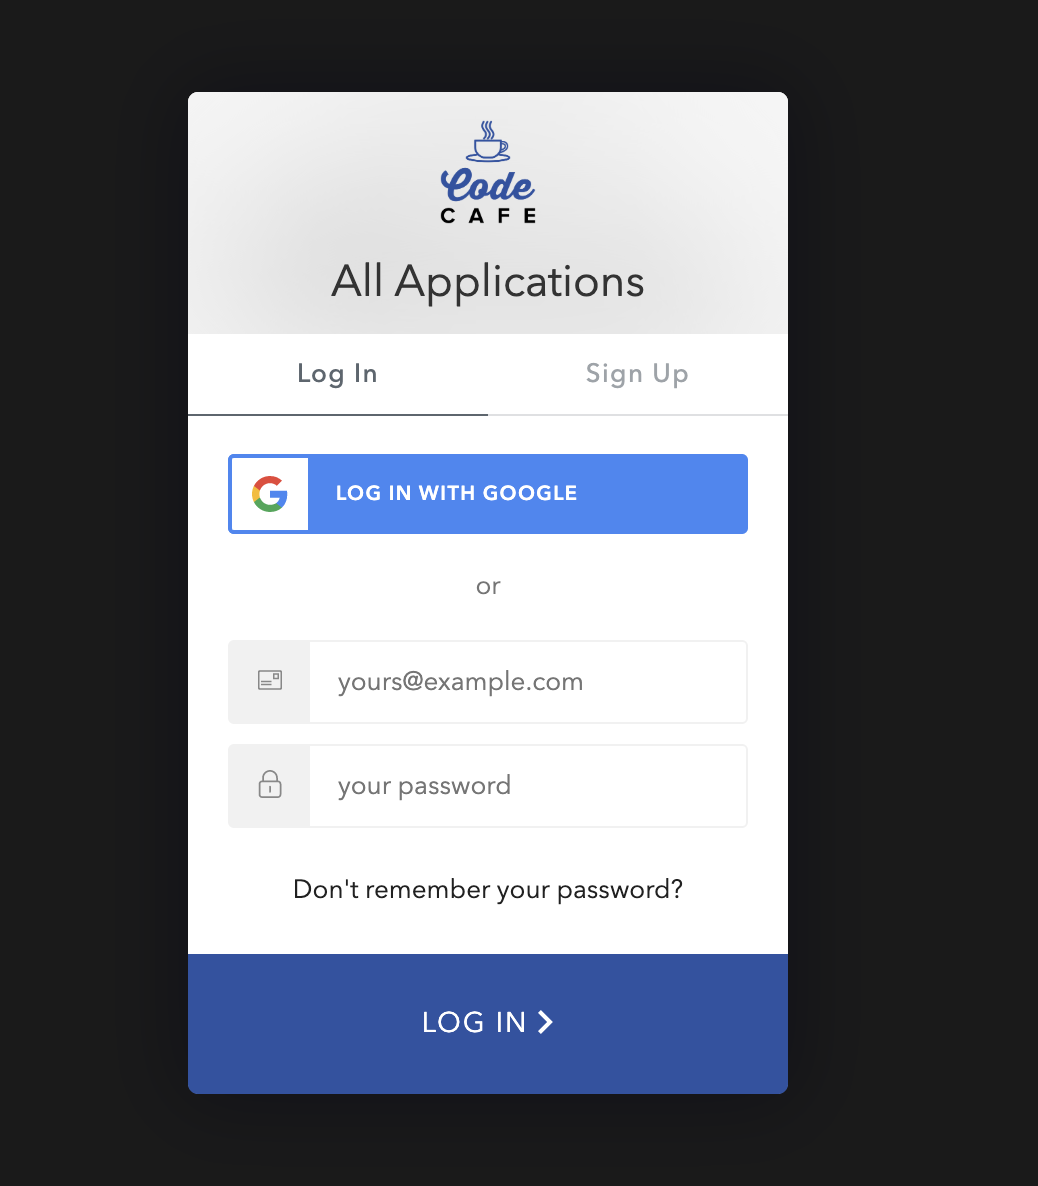 Code
CAFE
All Applications
Log In
Sign Up
LOG IN WITH GOOGLE
or
yours@example.com
your password
Don't remember your password?
LOG IN